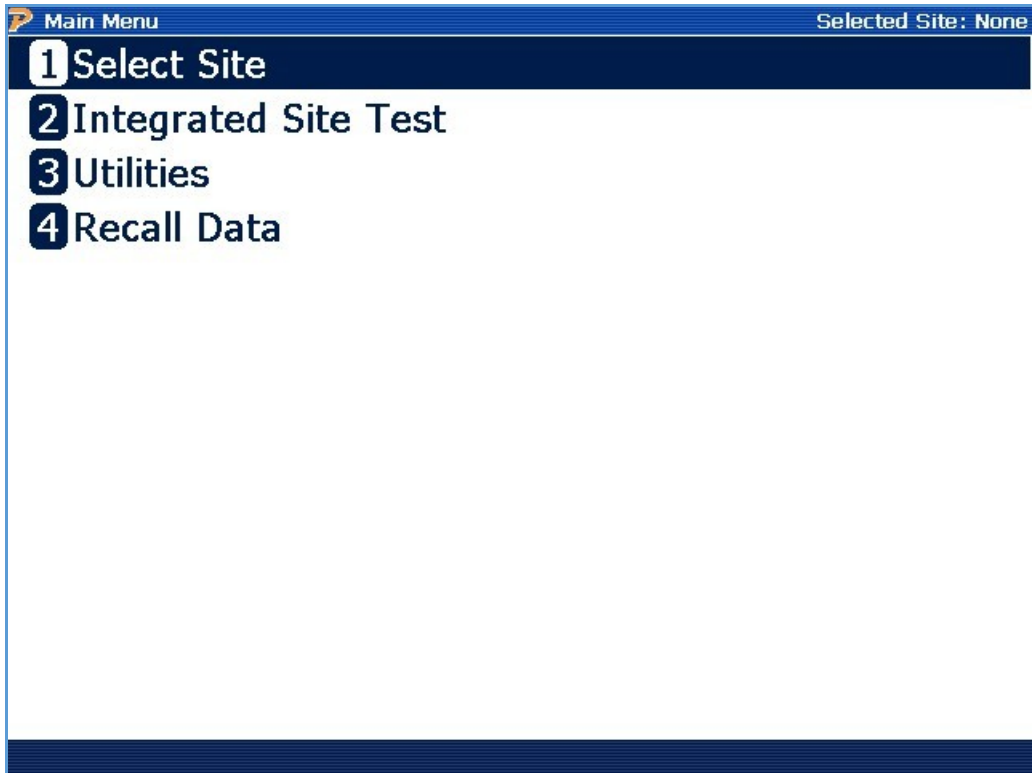 Main Menu Selected Site: None
1 Select Site
2 Integrated Site Test
3 Utilities
4 Recall Data